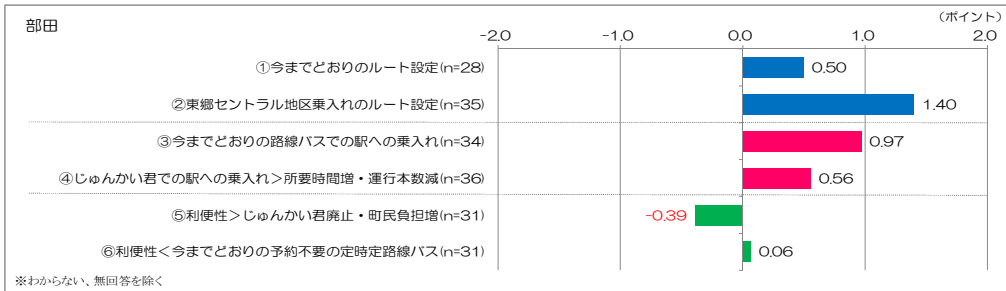 部田
（ポイント）
-2.0 -1.0 0.0 1.0 2.0
①今までどおりのルート設定(n=28) 0.50
②東郷セントラル地区乗入れのルート設定(n=35) 1.40
③今までどおりの路線バスでの駅への乗入れ(n=34) 0.97
④じゅんかい君での駅への乗入れ＞所要時間増・運行本数減(n=36) 0.56
⑤利便性＞じゅんかい君廃止・町民負担増(n=31) -0.39
⑥利便性＜今までどおりの予約不要の定時定路線バス(n=31) 0.06
※わからない、無回答を除く